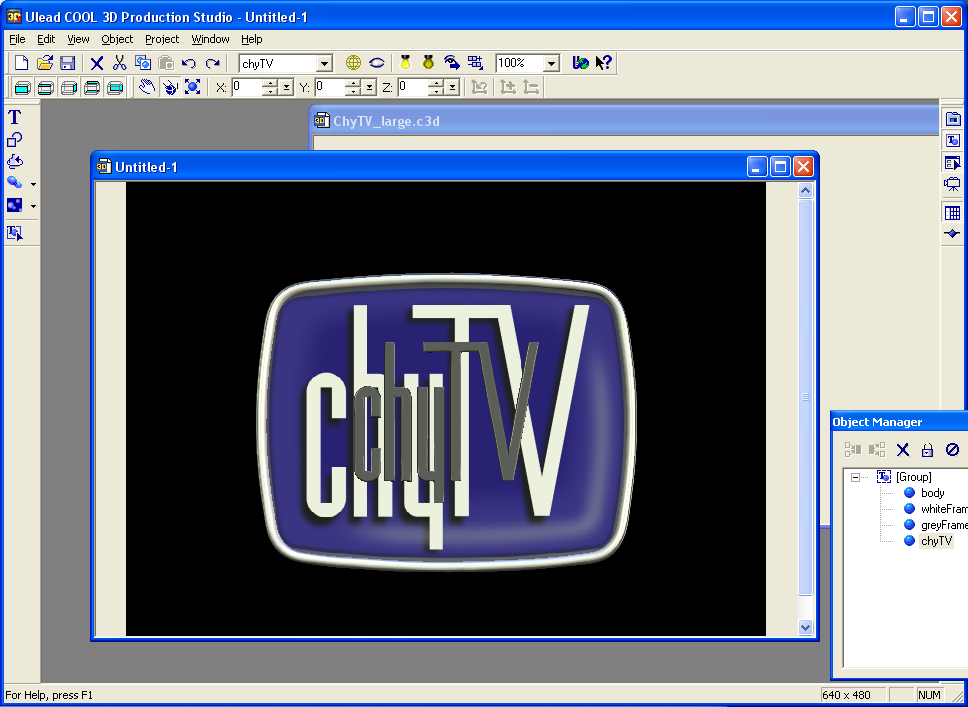 Ulead COOL 3D Production Studio - Untitled-1
File Edit View Object Project Window Help
chyTV 100%
X: 0 Y: 0 Z: 0
ChyTV_large.c3d
Untitled-1
chyTV
chyTV
Object Manager
[Group]
body
whiteFram
greyFrame
chyTV
For Help, press F1 640 x 480 NUM